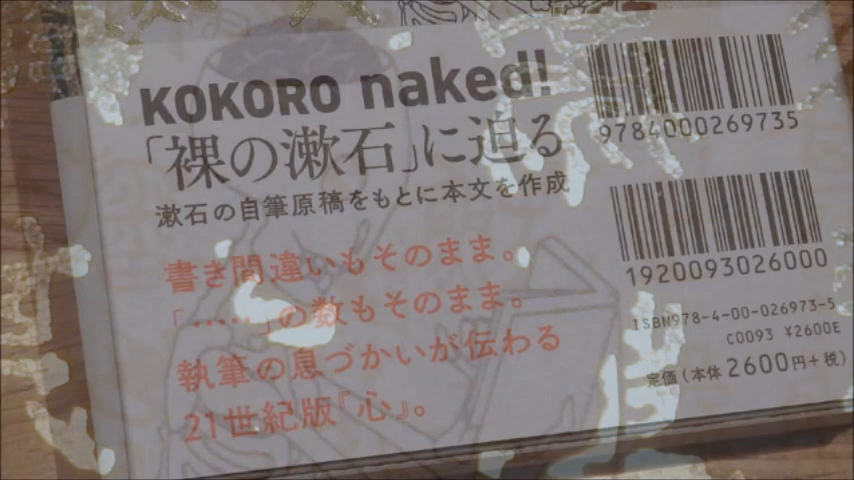 KOKORO naked!
「裸の漱石」に迫る
漱石の自筆原稿をもとに本文を作成
書き間違いもそのまま。
「……」の数もそのまま。
執筆の息づかいが伝わる
21世紀版『心』。
9784000269735
1920093026000
ISBN978-4-00-026973-5
C0093 ¥2600E
定価(本体2600円+税)